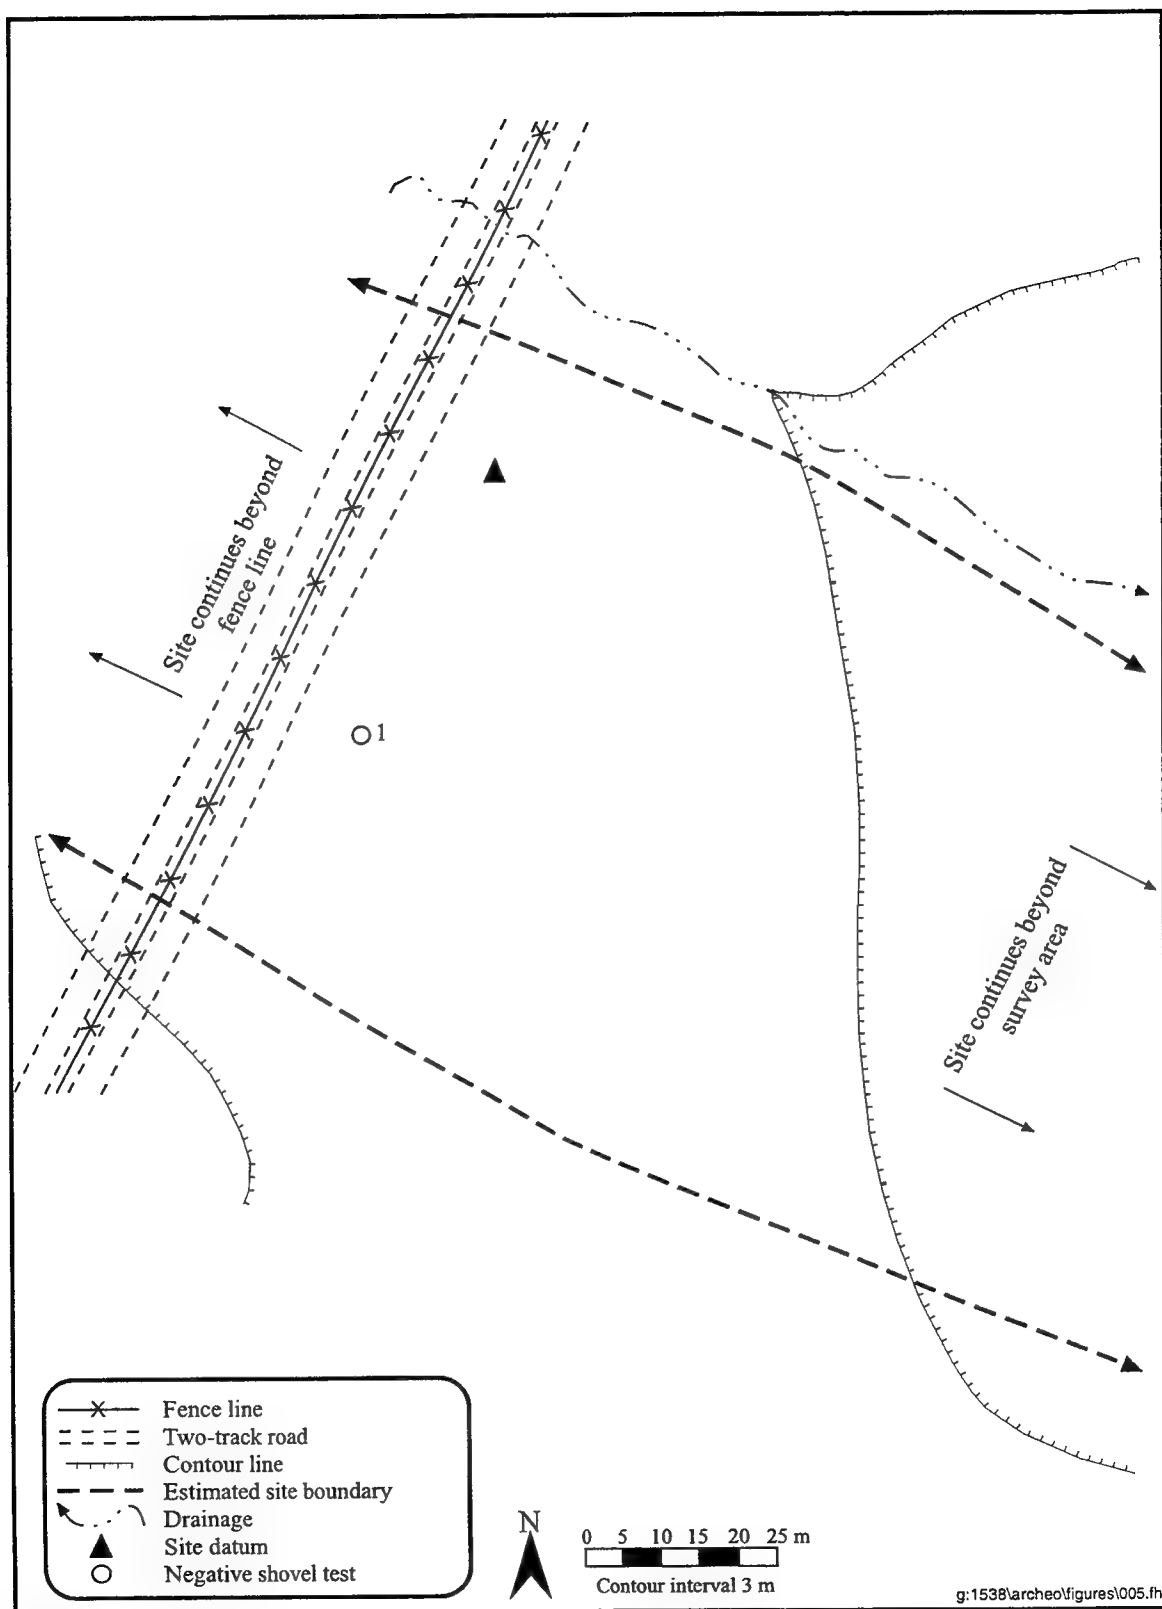 Site continues beyond
fence line
1
Site continues beyond
survey area
Fence line
Two-track road
Contour line
Estimated site boundary
Drainage
Site datum
Negative shovel test
N
0 5 10 15 20 25 m
Contour interval 3 m
g:1538\archeo\figures\005.fh